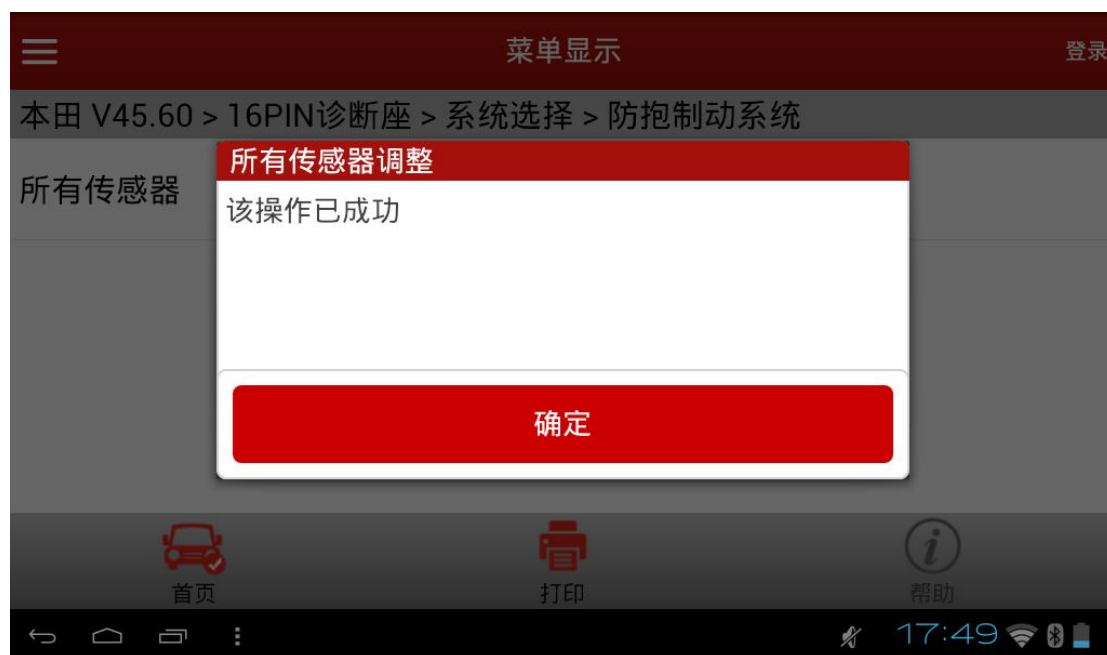 菜单显示
登录
本田 V45.60 > 16PIN诊断座 > 系统选择 > 防抱制动系统
所有传感器调整
所有传感器
该操作已成功
确定
首页
打印
帮助
17:49